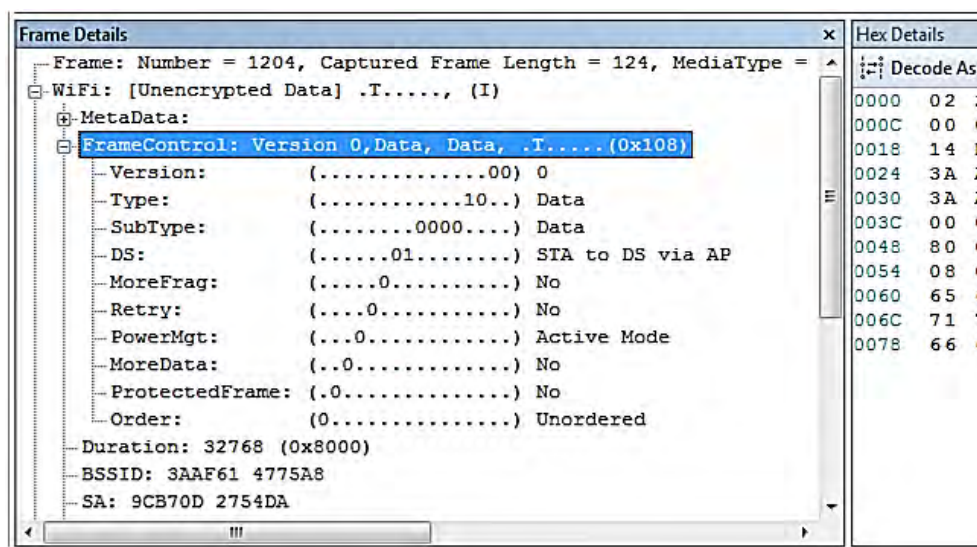 Frame Details
Frame: Number = 1204, Captured Frame Length = 124, MediaType =
WiFi: [Unencrypted Data] .T....., (I)
MetaData:
FrameControl: Version 0,Data, Data, .T.....(0x108)
Version: (..............00) 0
Type: (............10..) Data
SubType: (........0000....) Data
DS: (......01........) STA to DS via AP
MoreFrag: (.....0..........) No
Retry: (....0...........) No
PowerMgt: (...0............) Active Mode
MoreData: (..0.............) No
ProtectedFrame: (.0..............) No
Order: (0...............) Unordered
Duration: 32768 (0x8000)
BSSID: 3AAF61 4775A8
SA: 9CB70D 2754DA
Hex Details
Decode As
0000 02
000C 00
0018 14
0024 3A
0030 3A
003C 00
0048 80
0054 08
0060 65
006C 71
0078 66